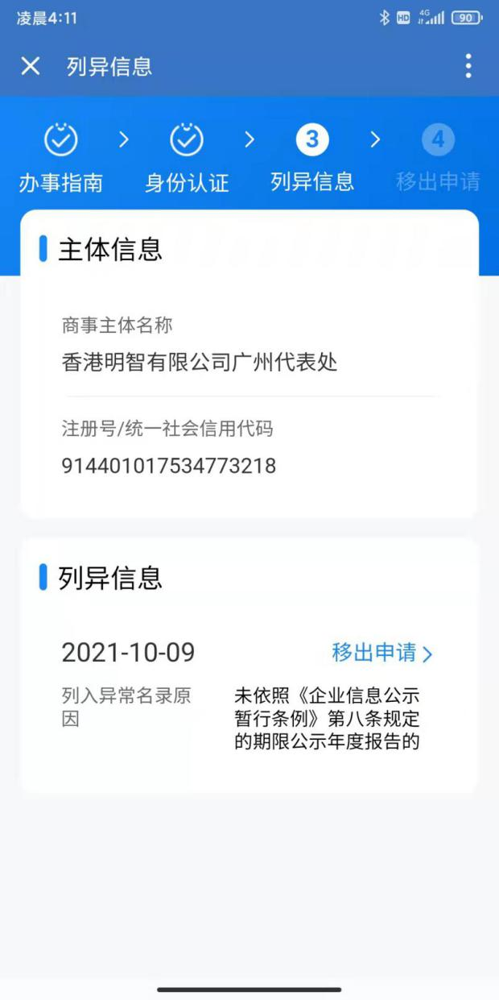 凌晨4:11
HD 4G 90
列异信息
3 4
办事指南 身份认证 列异信息 移出申请
主体信息
商事主体名称
香港明智有限公司广州代表处
注册号/统一社会信用代码
914401017534773218
列异信息
2021-10-09 移出申请
列入异常名录原
因
未依照《企业信息公示
暂行条例》第八条规定
的期限公示年度报告的